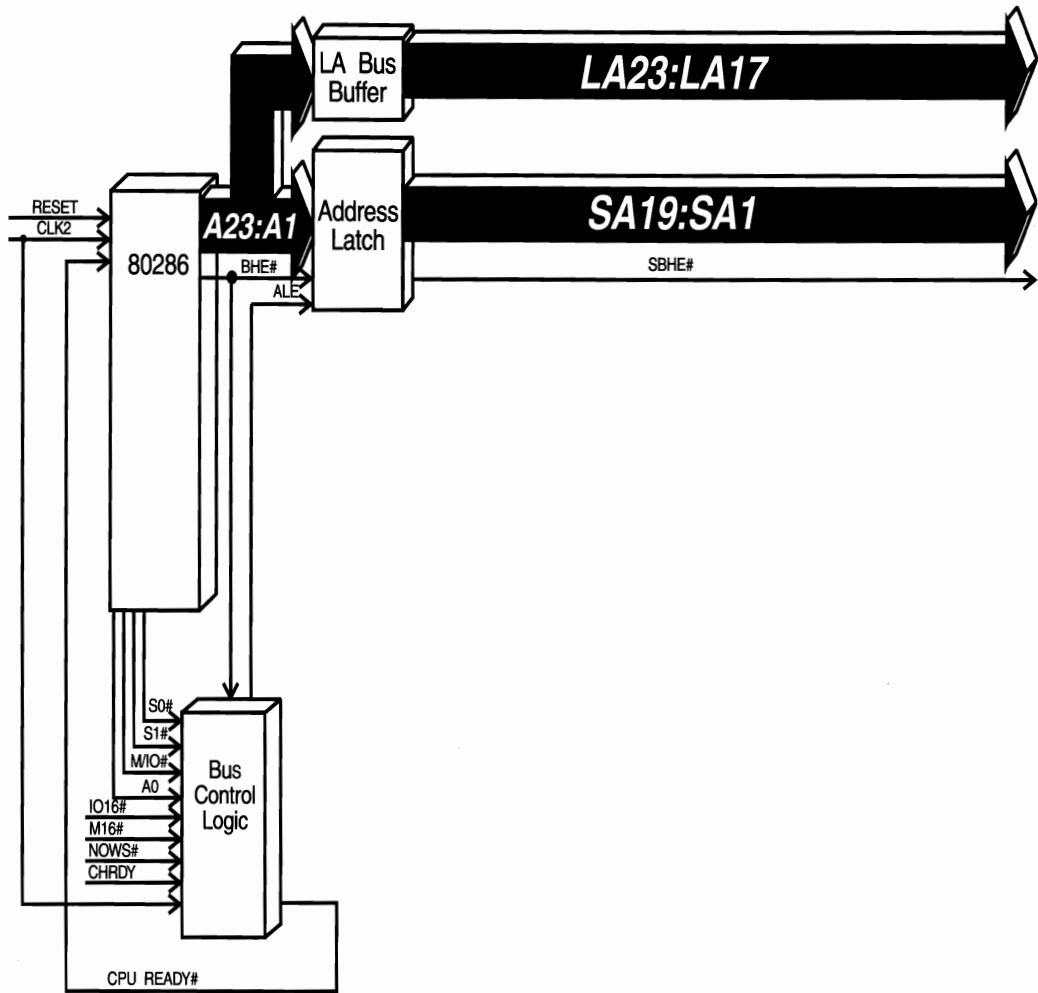 LA Bus
Buffer
LA23:LA17
RESET
CLK2
80286
A23:A1
Address
Latch
SA19:SA1
BHE#
SBHE#
ALE
S0#
S1#
M/IO#
A0
IO16#
M16#
NOWS#
CHRDY
Bus
Control
Logic
CPU READY#